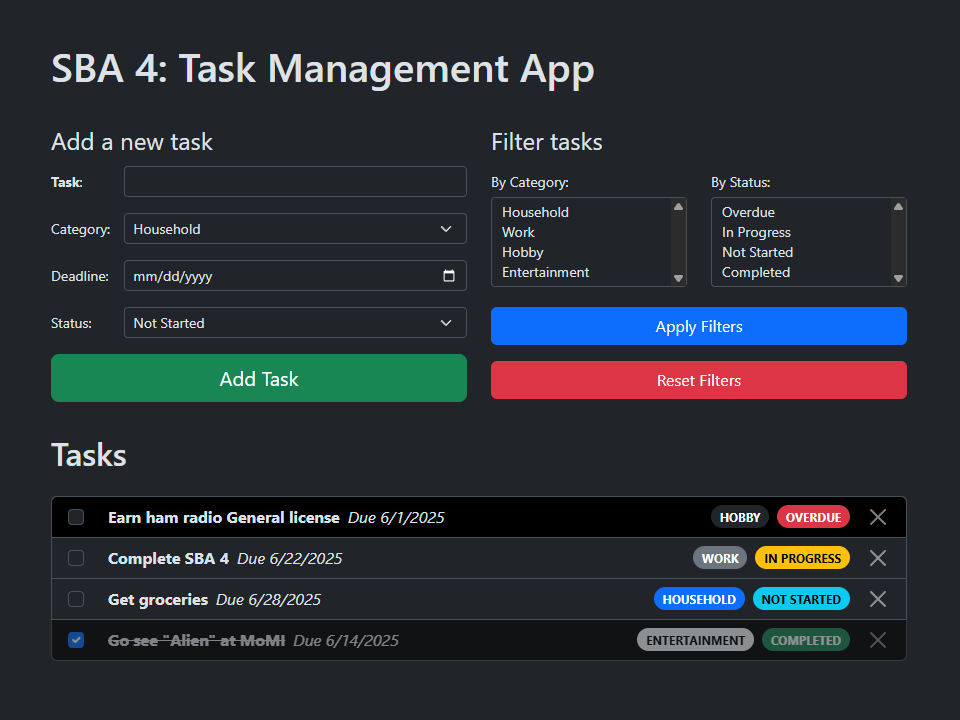 SBA 4: Task Management App
Add a new task
Task:
Category: Household
Deadline: mm/dd/yyyy
Status: Not Started
Add Task
Filter tasks
By Category:
Household
Work
Hobby
Entertainment
By Status:
Overdue
In Progress
Not Started
Completed
Apply Filters
Reset Filters
Tasks
Earn ham radio General license Due 6/1/2025 HOBBY OVERDUE
Complete SBA 4 Due 6/22/2025 WORK IN PROGRESS
Get groceries Due 6/28/2025 HOUSEHOLD NOT STARTED
Go see "Alien" at MoMI Due 6/14/2025 ENTERTAINMENT COMPLETED